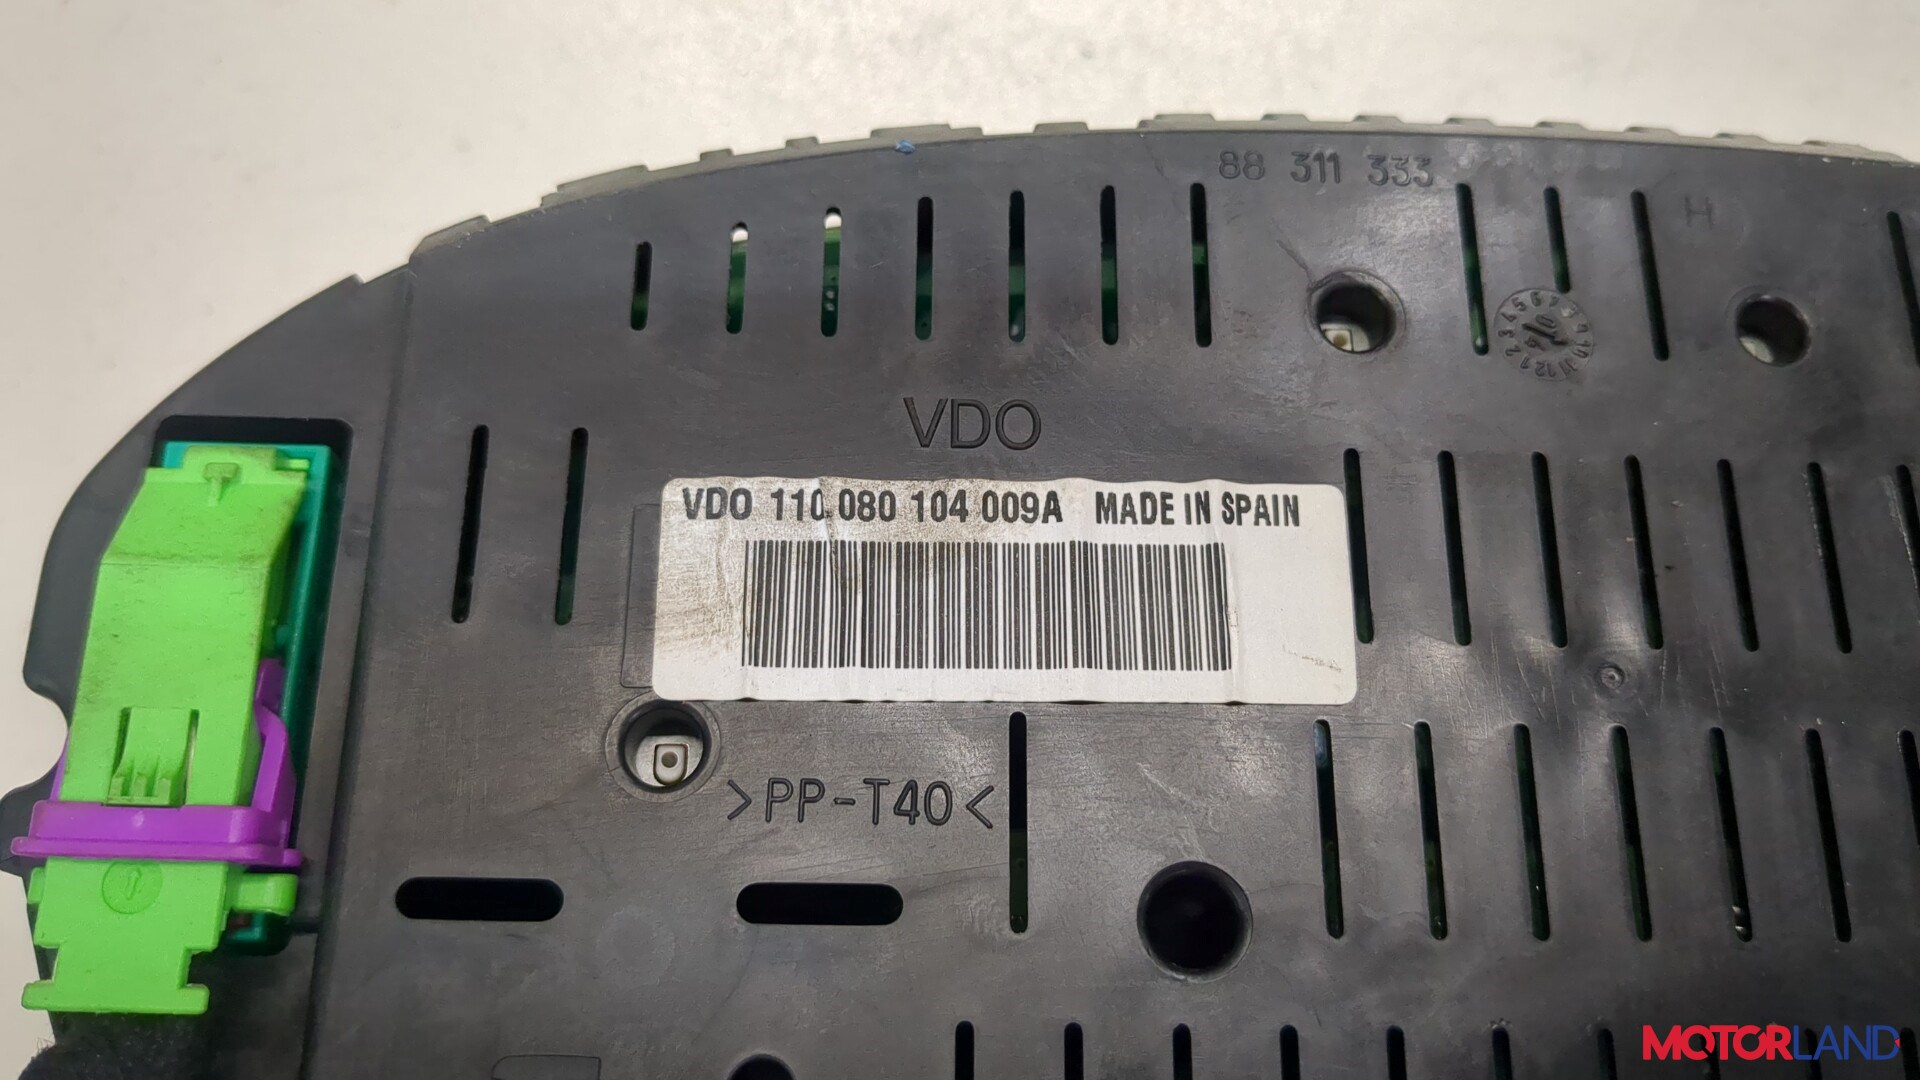 88 311 333
H
VDO
VDO 110.080 104 009A MADE IN SPAIN
>PP-T40<
MOTORLAND